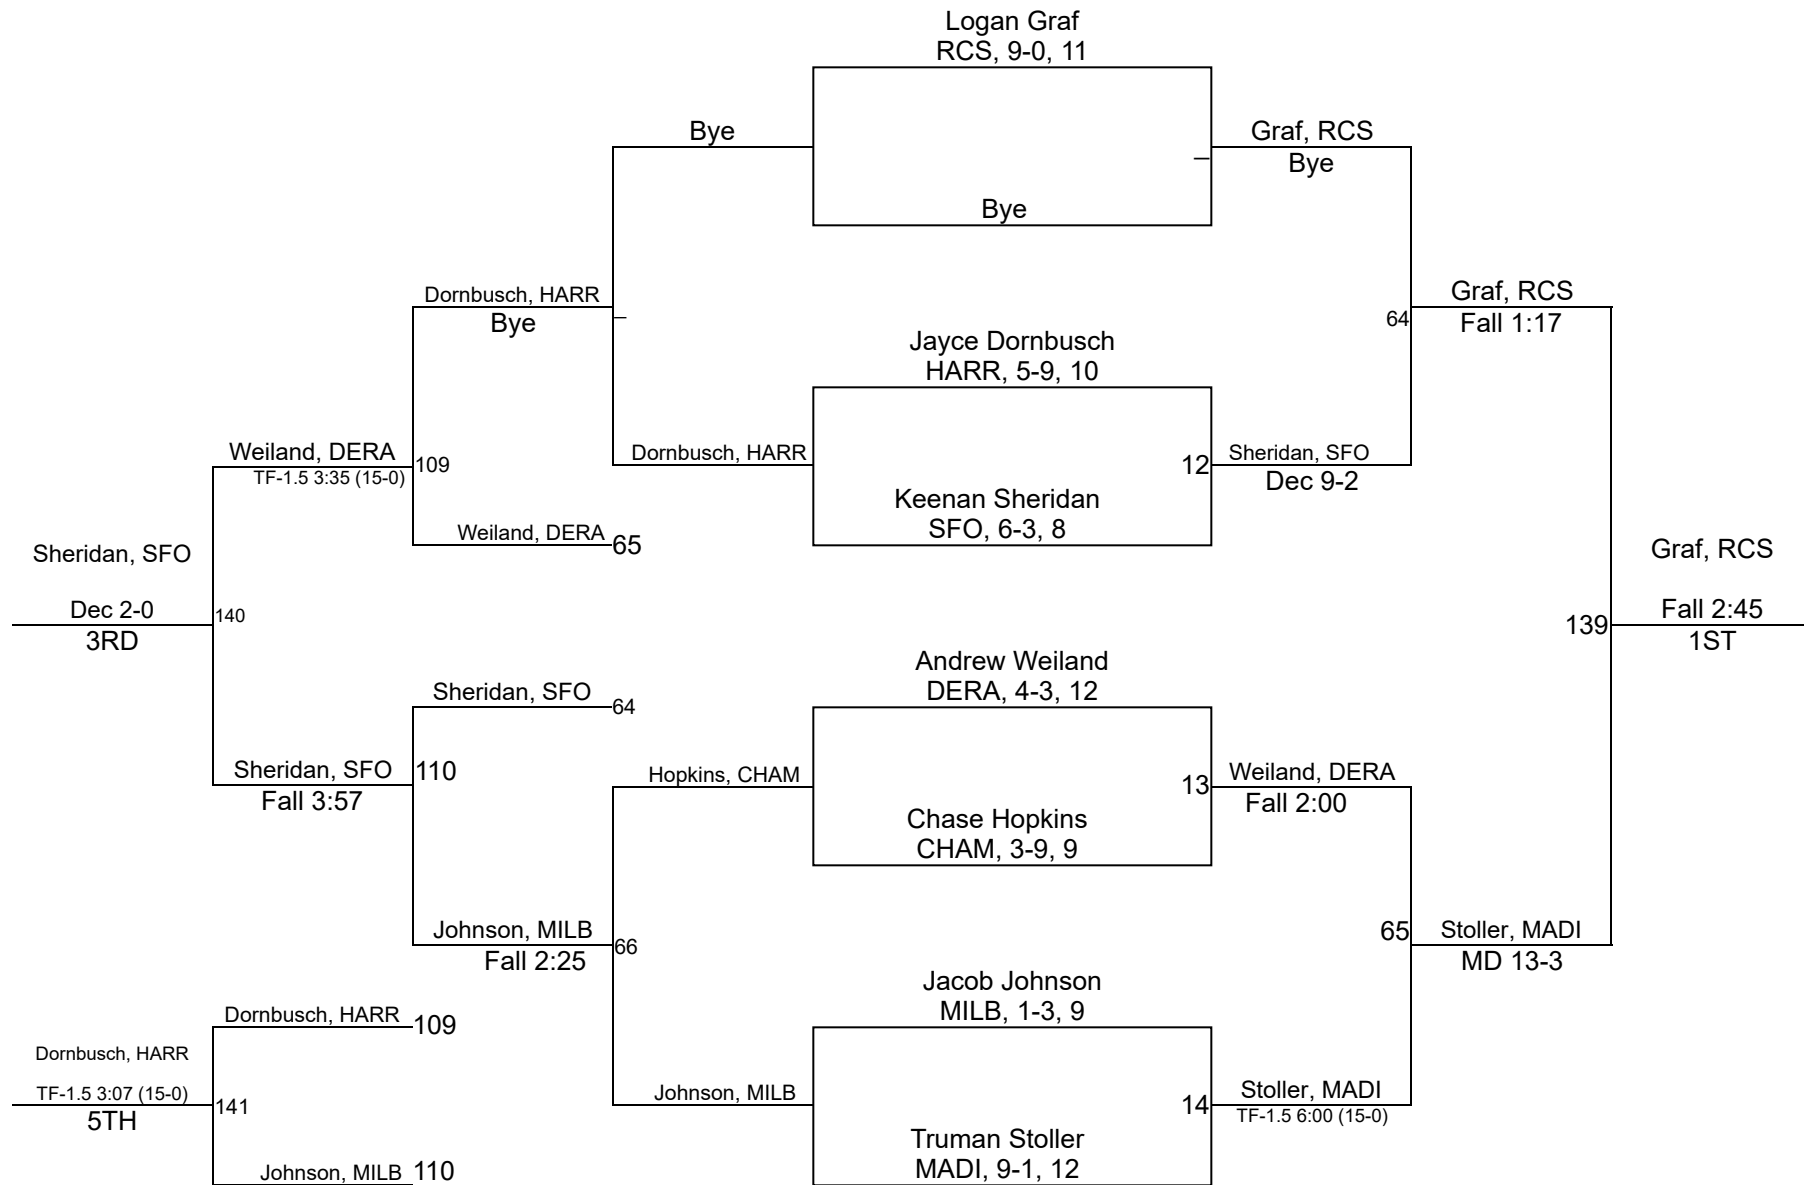 Logan Graf
RCS, 9-0, 11
Bye
Graf, RCS
Bye
Bye
Dornbusch, HARR
Bye
Graf, RCS
64
Fall 1:17
Jayce Dornbusch
HARR, 5-9, 10
Weiland, DERA
109
TF-1.5 3:35 (15-0)
Dornbusch, HARR
12
Sheridan, SFO
Dec 9-2
Keenan Sheridan
SFO, 6-3, 8
Weiland, DERA
65
Sheridan, SFO
Dec 2-0
140
3RD
Graf, RCS
Fall 2:45
139
1ST
Andrew Weiland
DERA, 4-3, 12
Sheridan, SFO
64
Sheridan, SFO
110
Fall 3:57
Hopkins, CHAM
13
Weiland, DERA
Fall 2:00
Chase Hopkins
CHAM, 3-9, 9
Johnson, MILB
66
Fall 2:25
65
Stoller, MADI
MD 13-3
Jacob Johnson
MILB, 1-3, 9
Dornbusch, HARR
109
Dornbusch, HARR
TF-1.5 3:07 (15-0)
141
5TH
Johnson, MILB
14
Stoller, MADI
TF-1.5 6:00 (15-0)
Truman Stoller
MADI, 9-1, 12
Johnson, MILB
110